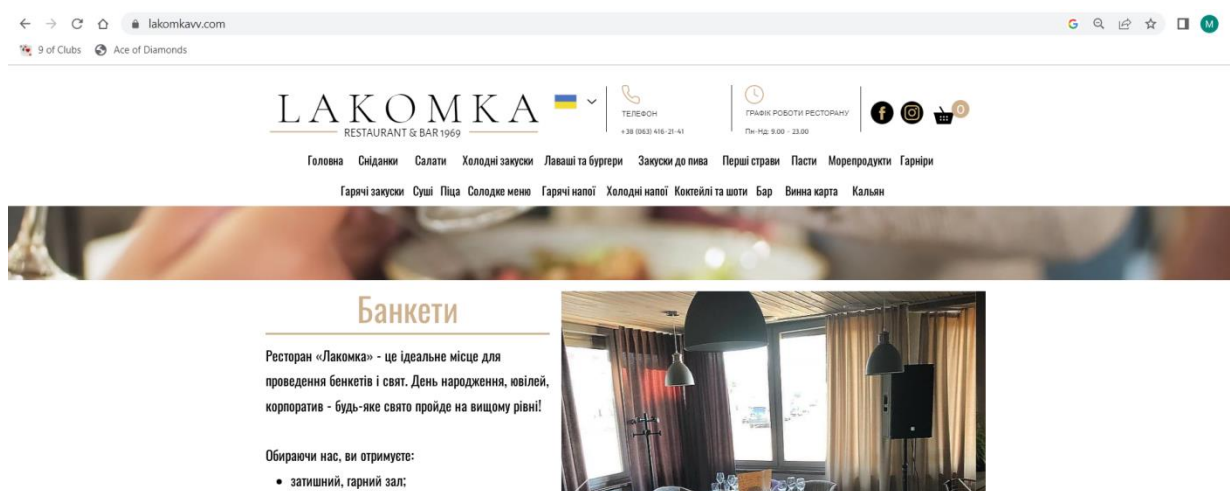 lakomkavv.com
9 of Clubs Ace of Diamonds
LAKOMKA
RESTAURANT & BAR 1969
ТЕЛЕФОН
+38 (063) 416-21-41
ГРАФІК РОБОТИ РЕСТОРАНУ
Пн-Нд: 9.00 - 23.00
0
M
Головна Сніданки Салати Холодні закуски Лаваші та бургери Закуски до пива Перші страви Пасти Морепродукти Гарніри
Гарячі закуски Суші Піца Солодке меню Гарячі напої Холодні напої Коктейлі та шоти Бар Винна карта Кальян
Банкети
Ресторан «Лакомка» - це ідеальне місце для
проведення бенкетів і свят. День народження, ювілей,
корпоратив - будь-яке свято пройде на вищому рівні!
Обираючи нас, ви отримуєте:
• затишний, гарний зал;